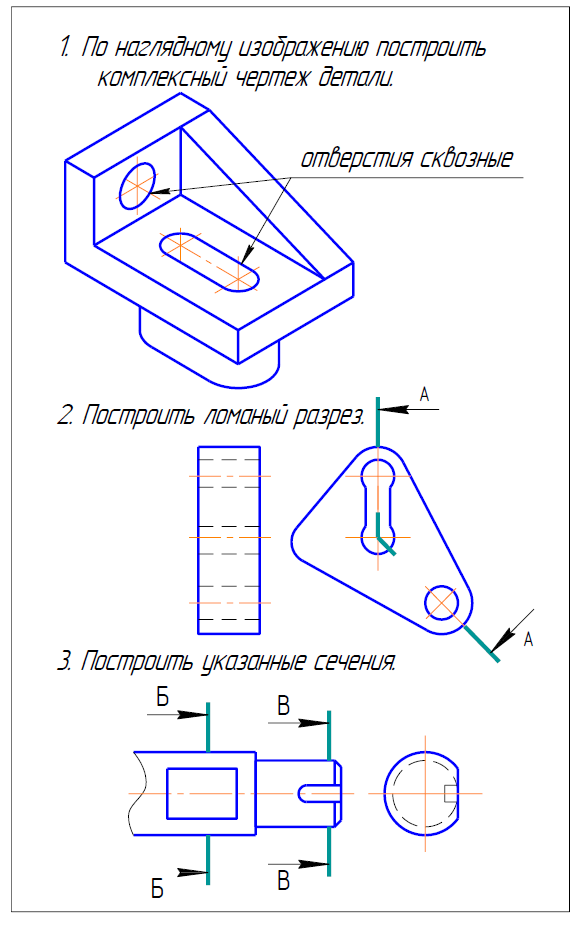 1. По наглядному изображению построить
комплексный чертеж детали.
отверстия сквозные
2. Построить ломаный разрез.
А
А
3. Построить указанные сечения.
Б
В
Б
В